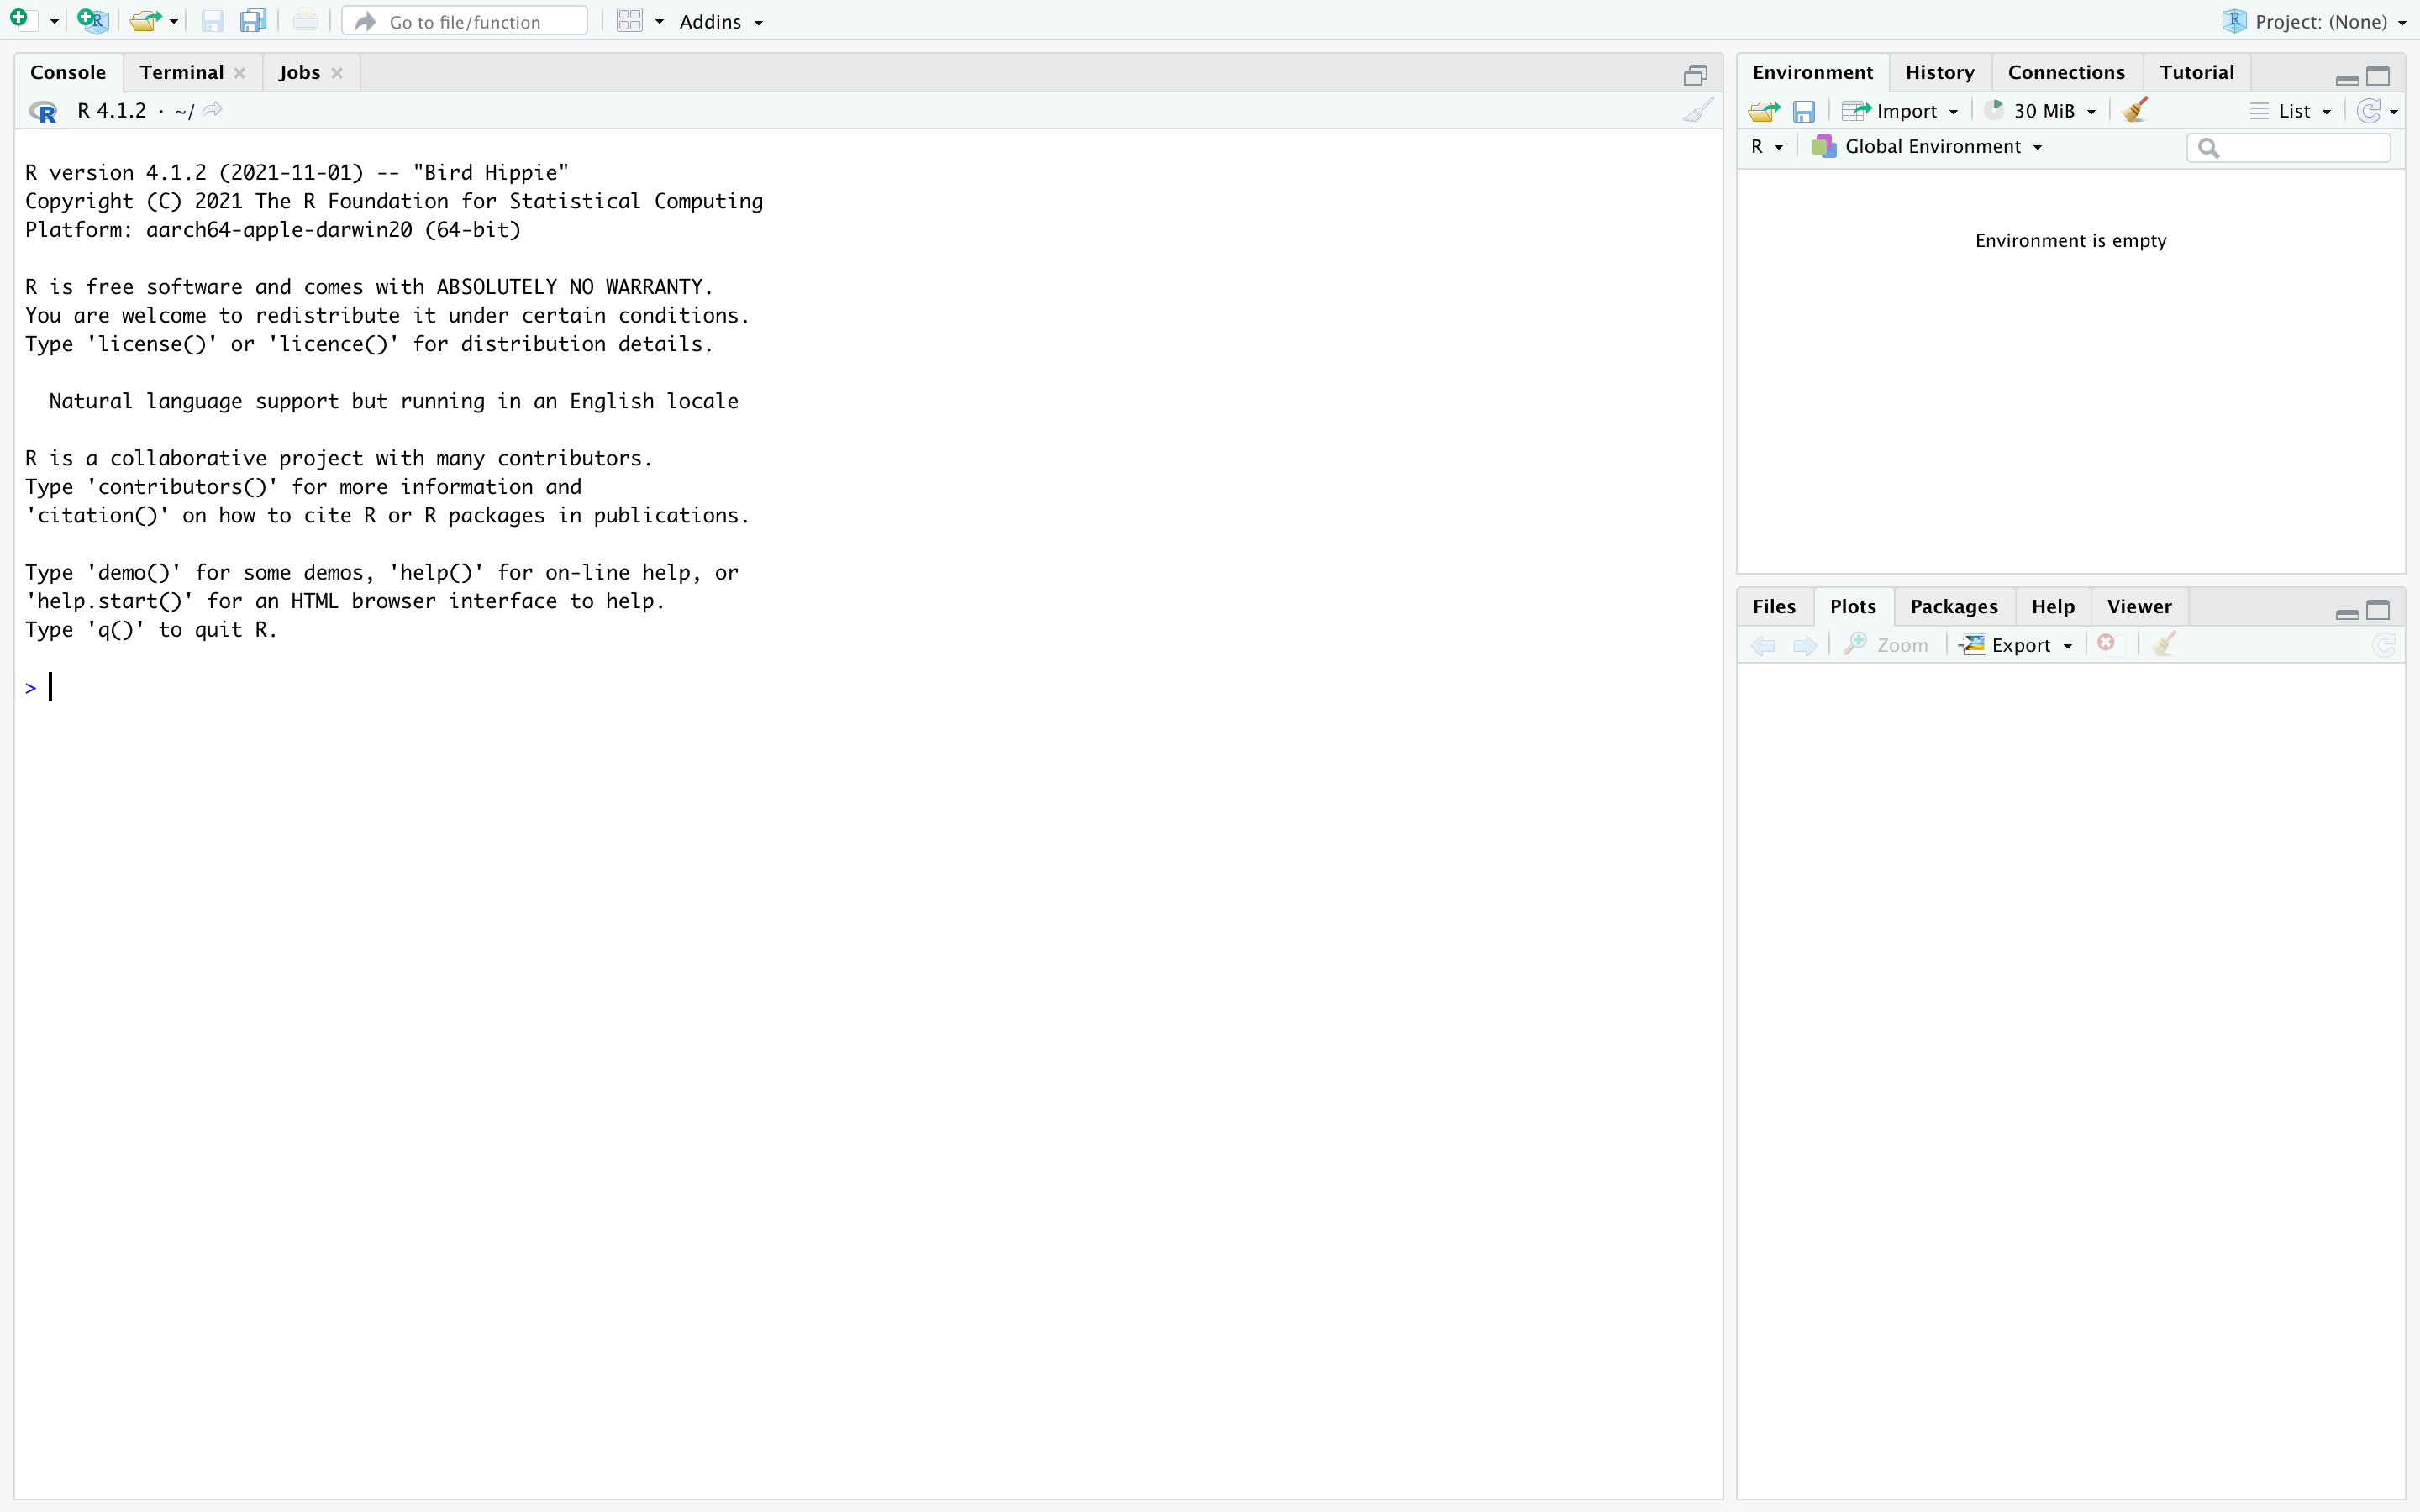 Go to file/function
Addins
Project: (None)
Console Terminal Jobs
R 4.1.2 · ~/
R version 4.1.2 (2021-11-01) -- "Bird Hippie"
Copyright (C) 2021 The R Foundation for Statistical Computing
Platform: aarch64-apple-darwin20 (64-bit)
R is free software and comes with ABSOLUTELY NO WARRANTY.
You are welcome to redistribute it under certain conditions.
Type 'license()' or 'licence()' for distribution details.
Natural language support but running in an English locale
R is a collaborative project with many contributors.
Type 'contributors()' for more information and
'citation()' on how to cite R or R packages in publications.
Type 'demo()' for some demos, 'help()' for on-line help, or
'help.start()' for an HTML browser interface to help.
Type 'q()' to quit R.
>
Environment History Connections Tutorial
Import 30 MiB List
R Global Environment
Environment is empty
Files Plots Packages Help Viewer
Zoom Export